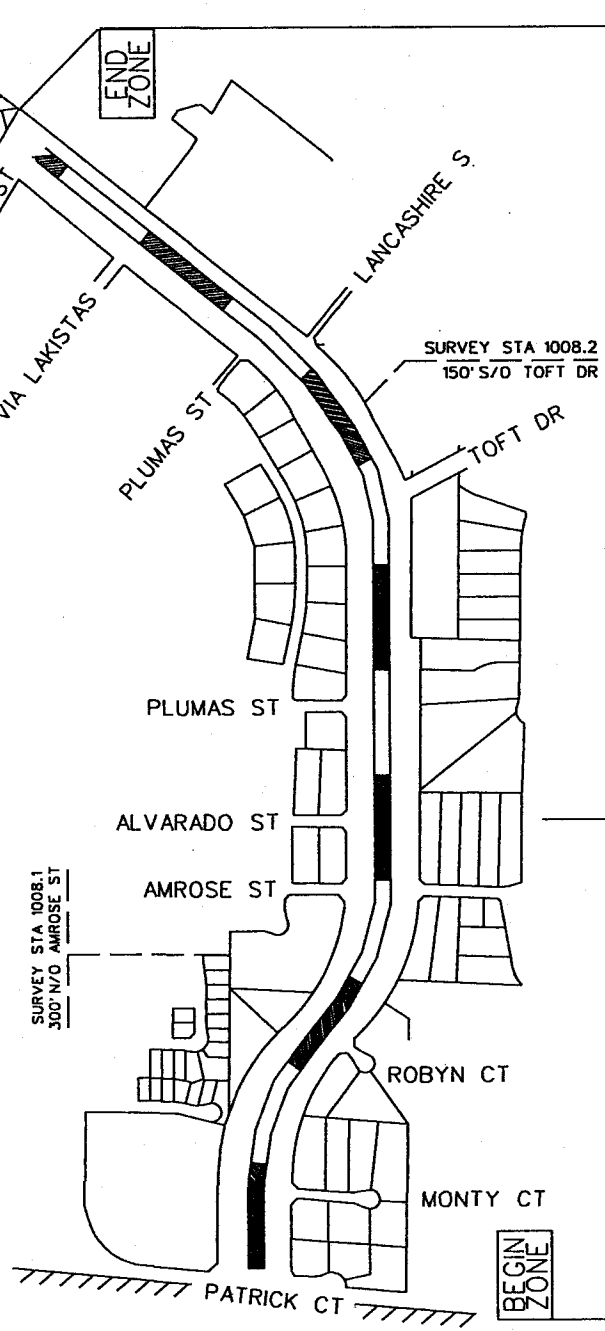 END
ZONE
ST
LANCASHIRE S.
VIA LAKISTAS
SURVEY STA 1008.2
150' S/O TOFT DR
PLUMAS ST
TOFT DR
PLUMAS ST
ALVARADO ST
AMROSE ST
SURVEY STA 1008.1
300' N/O AMROSE ST
ROBYN CT
MONTY CT
BEGIN
ZONE
PATRICK CT